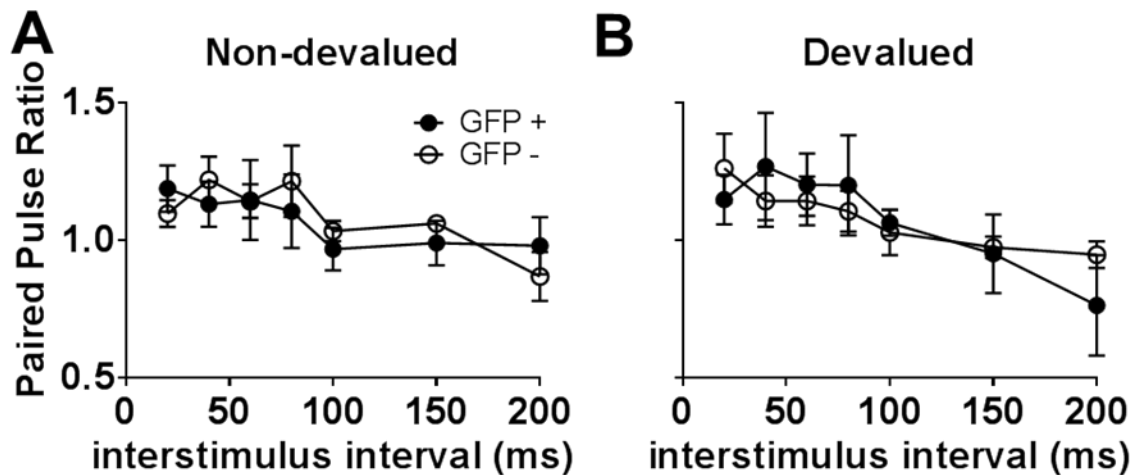 A
Non-devalued
B
Devalued
Paired Pulse Ratio
1.5
1.0
0.5
GFP +
GFP -
0 50 100 150 200
interstimulus interval (ms)
0 50 100 150 200
interstimulus interval (ms)